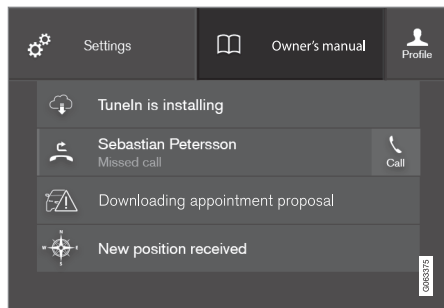 Settings
Owner's manual
Profile
TuneIn is installing
Sebastian Petersson
Missed call
Call
Downloading appointment proposal
New position received
G063375